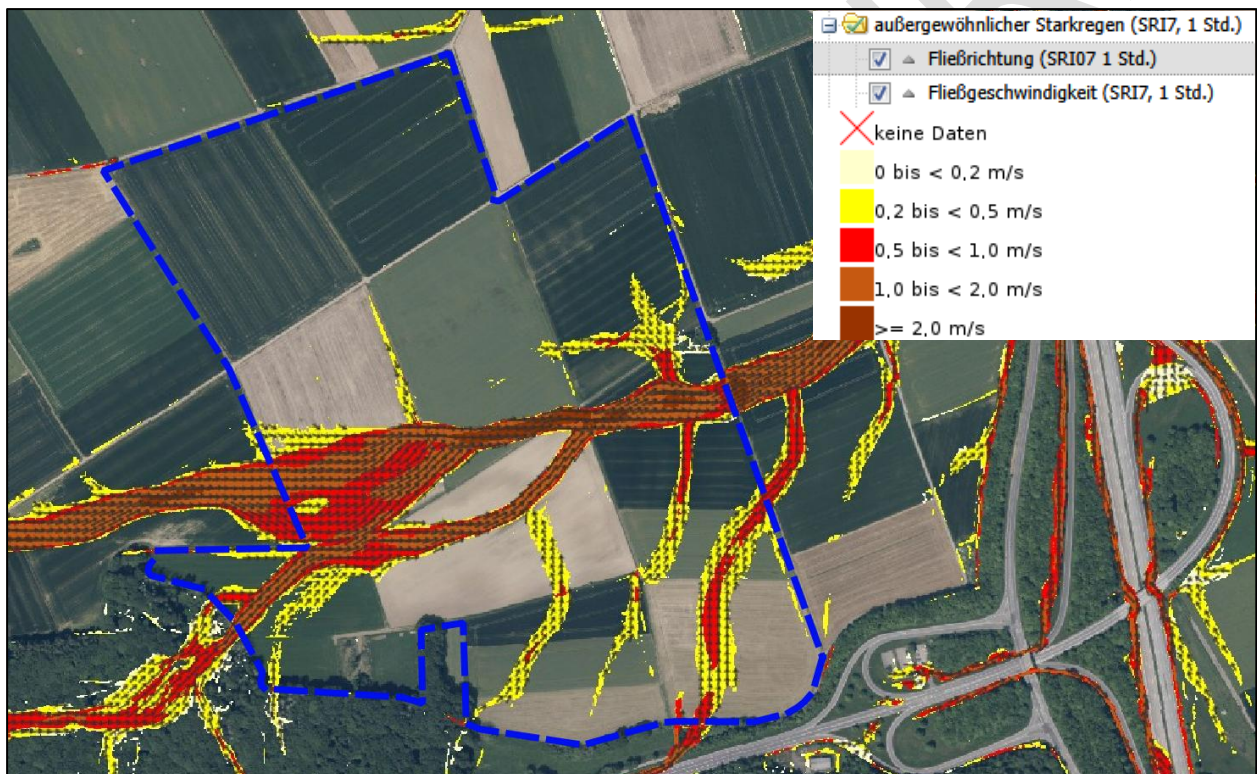 außergewöhnlicher Starkregen (SRI7, 1 Std.)
Fließrichtung (SRI07 1 Std.)
Fließgeschwindigkeit (SRI7, 1 Std.)
keine Daten
0 bis < 0,2 m/s
0,2 bis < 0,5 m/s
0,5 bis < 1,0 m/s
1,0 bis < 2,0 m/s
>= 2,0 m/s